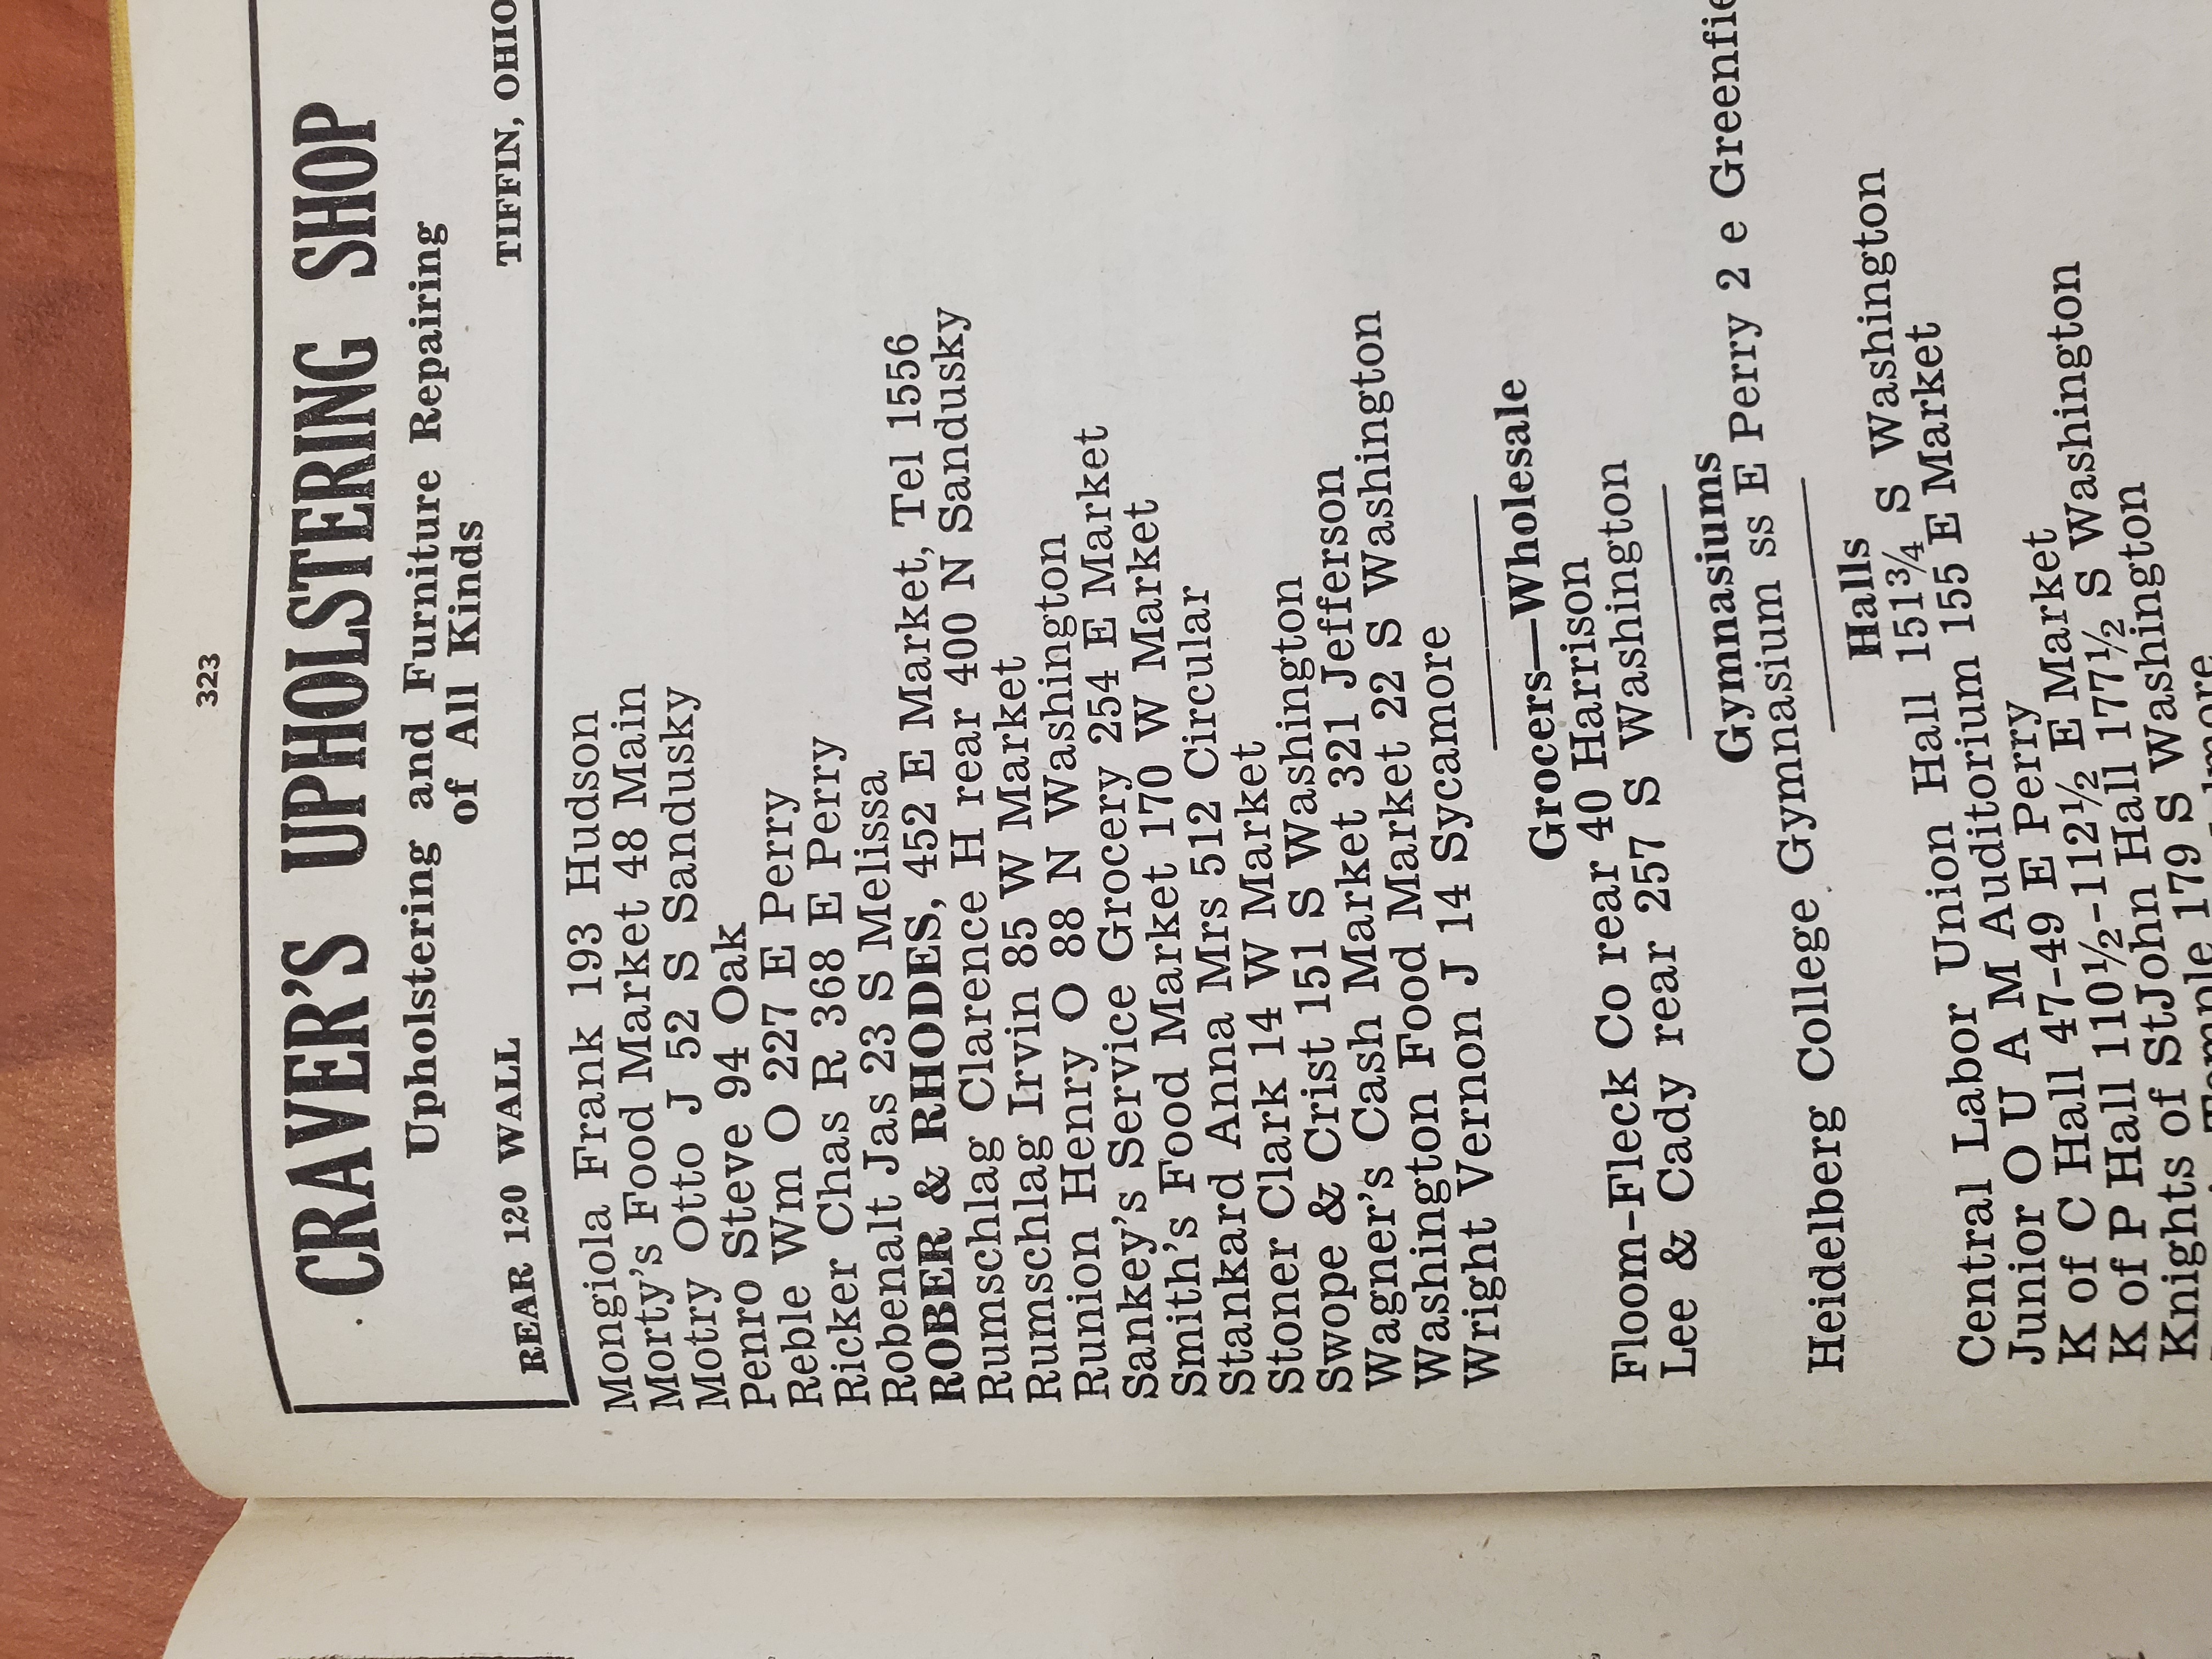 323
CRAVER'S UPHOLSTERING SHOP
Upholstering and Furniture Repairing
of All Kinds
REAR 120 WALL TIFFIN, OHIO
Mongiola Frank 193 Hudson
Morty's Food Market 48 Main
Motry Otto J 52 S Sandusky
Penro Steve 94 Oak
Reble Wm O 227 E Perry
Ricker Chas R 368 E Perry
Robenalt Jas 23 S Melissa
ROBER & RHODES, 452 E Market, Tel 1556
Rumschlag Clarence H rear 400 N Sandusky
Rumschlag Irvin 85 W Market
Runion Henry O 88 N Washington
Sankey's Service Grocery 254 E Market
Smith's Food Market 170 W Market
Stankard Anna Mrs 512 Circular
Stoner Clark 14 W Market
Swope & Crist 151 S Washington
Wagner's Cash Market 321 Jefferson
Washington Food Market 22 S Washington
Wright Vernon J 14 Sycamore
Grocers—Wholesale
Floom-Fleck Co rear 40 Harrison
Lee & Cady rear 257 S Washington
Gymnasiums
Heidelberg College Gymnasium ss E Perry 2 e Greenfie
Halls
Central Labor Union Hall 151¾ S Washington
Junior O U A M Auditorium 155 E Market
K of C Hall 47-49 E Perry
K of P Hall 110½-112½ E Market
Knights of StJohn Hall 177½ S Washington
Temple 179 S Washington